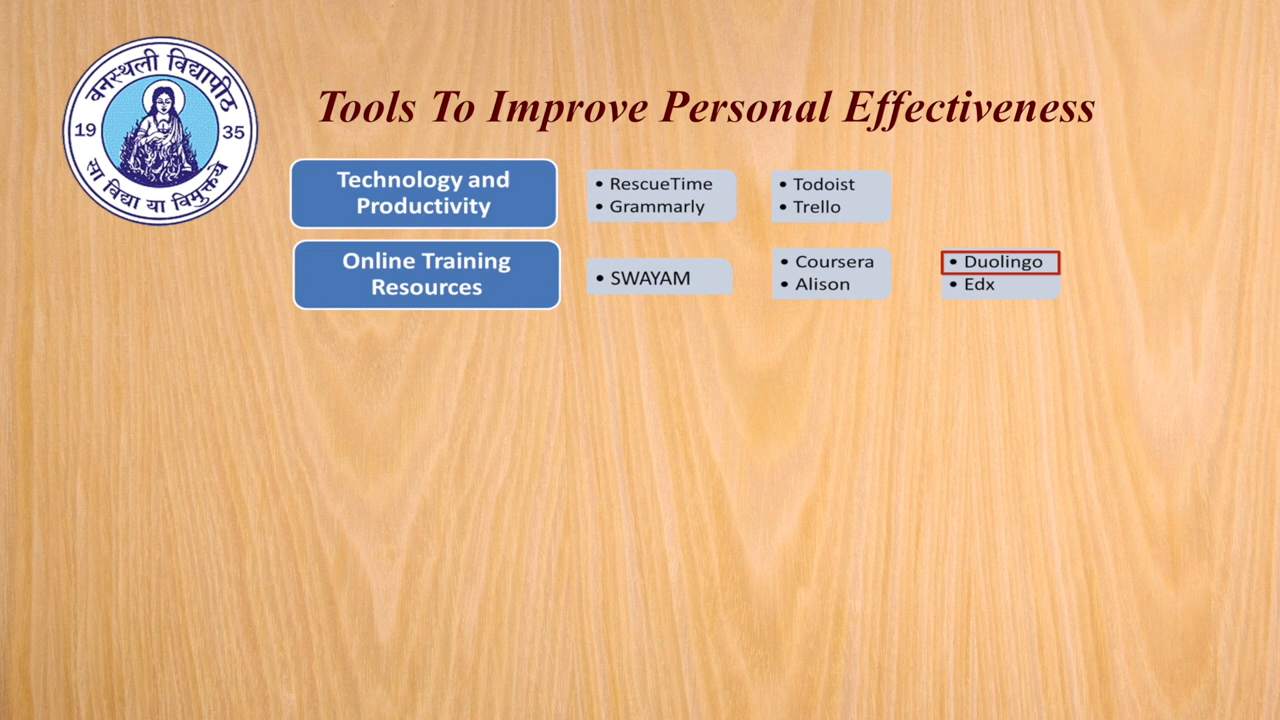 वनस्थली विद्यापीठ
19 35
सा विद्या या विमुक्तये
Tools To Improve Personal Effectiveness
Technology and
Productivity
• RescueTime
• Grammarly
• Todoist
• Trello
Online Training
Resources
• SWAYAM
• Coursera
• Alison
• Duolingo
• Edx